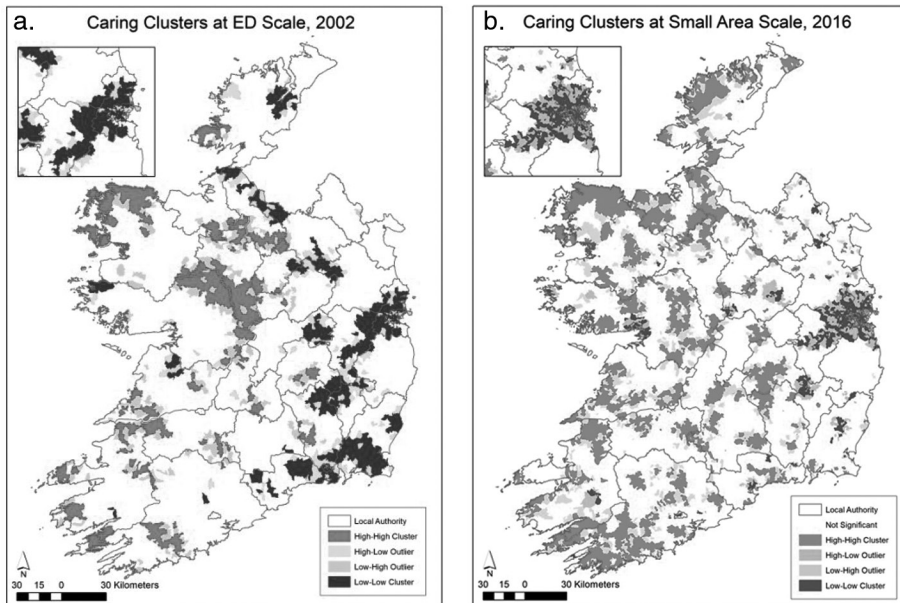 a.
Caring Clusters at ED Scale, 2002
Local Authority
High-High Cluster
High-Low Outlier
Low-High Outlier
Low-Low Cluster
N
30 15 0 30 Kilometers
b.
Caring Clusters at Small Area Scale, 2016
Local Authority
Not Significant
High-High Cluster
High-Low Outlier
Low-High Outlier
Low-Low Cluster
N
30 15 0 30 Kilometers